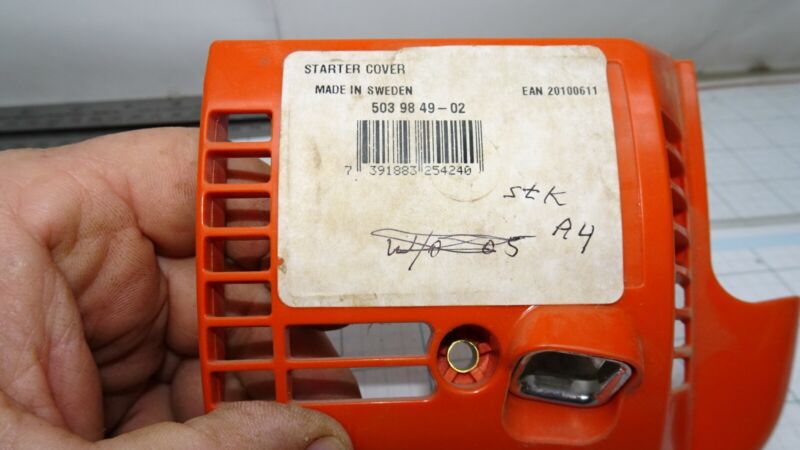 STARTER COVER
MADE IN SWEDEN EAN 20100611
503 98 49-02
7 391883 254240
stk
A4